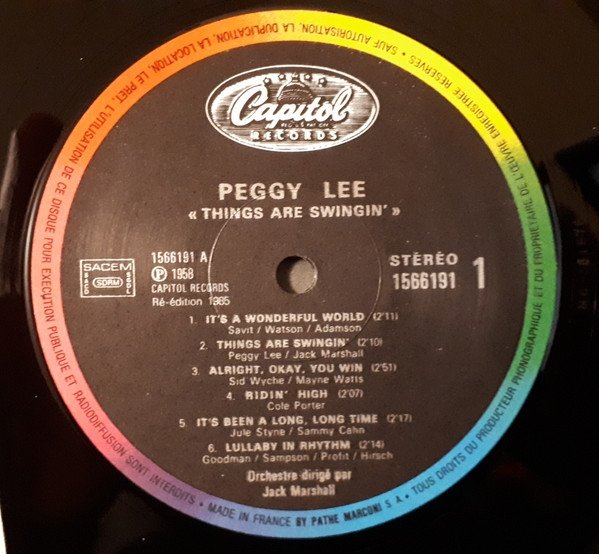 TOUS DROITS DU PRODUCTEUR PHONOGRAPHIQUE ET DU PROPRIETAIRE DE L'ŒUVRE ENREGISTREE RESERVES • SAUF AUTORISATION, LA DUPLICATION, LA LOCATION, LE PRET, L'UTILISATION DE CE DISQUE POUR EXECUTION PUBLIQUE ET RADIODIFFUSION SONT INTERDITS • MADE IN FRANCE BY PATHE MARCONI S.A. •
Capitol
RECORDS
PEGGY LEE
« THINGS ARE SWINGIN' »
1566191 A
SACEM
SACD
SDRM
SGDL
Ⓟ 1958
CAPITOL RECORDS
Ré-édition 1985
STÉRÉO
1566191 1
1. IT'S A WONDERFUL WORLD (2'11)
Savit / Watson / Adamson
2. THINGS ARE SWINGIN' (2'10)
Peggy Lee / Jack Marshall
3. ALRIGHT, OKAY, YOU WIN (2'51)
Sid Wyche / Mayne Watts
4. RIDIN' HIGH (2'07)
Cole Porter
5. IT'S BEEN A LONG, LONG TIME (2'17)
Jule Styne / Sammy Cahn
6. LULLABY IN RHYTHM (2'14)
Goodman / Sampson / Profit / Hirsch
Orchestre dirigé par
Jack Marshall